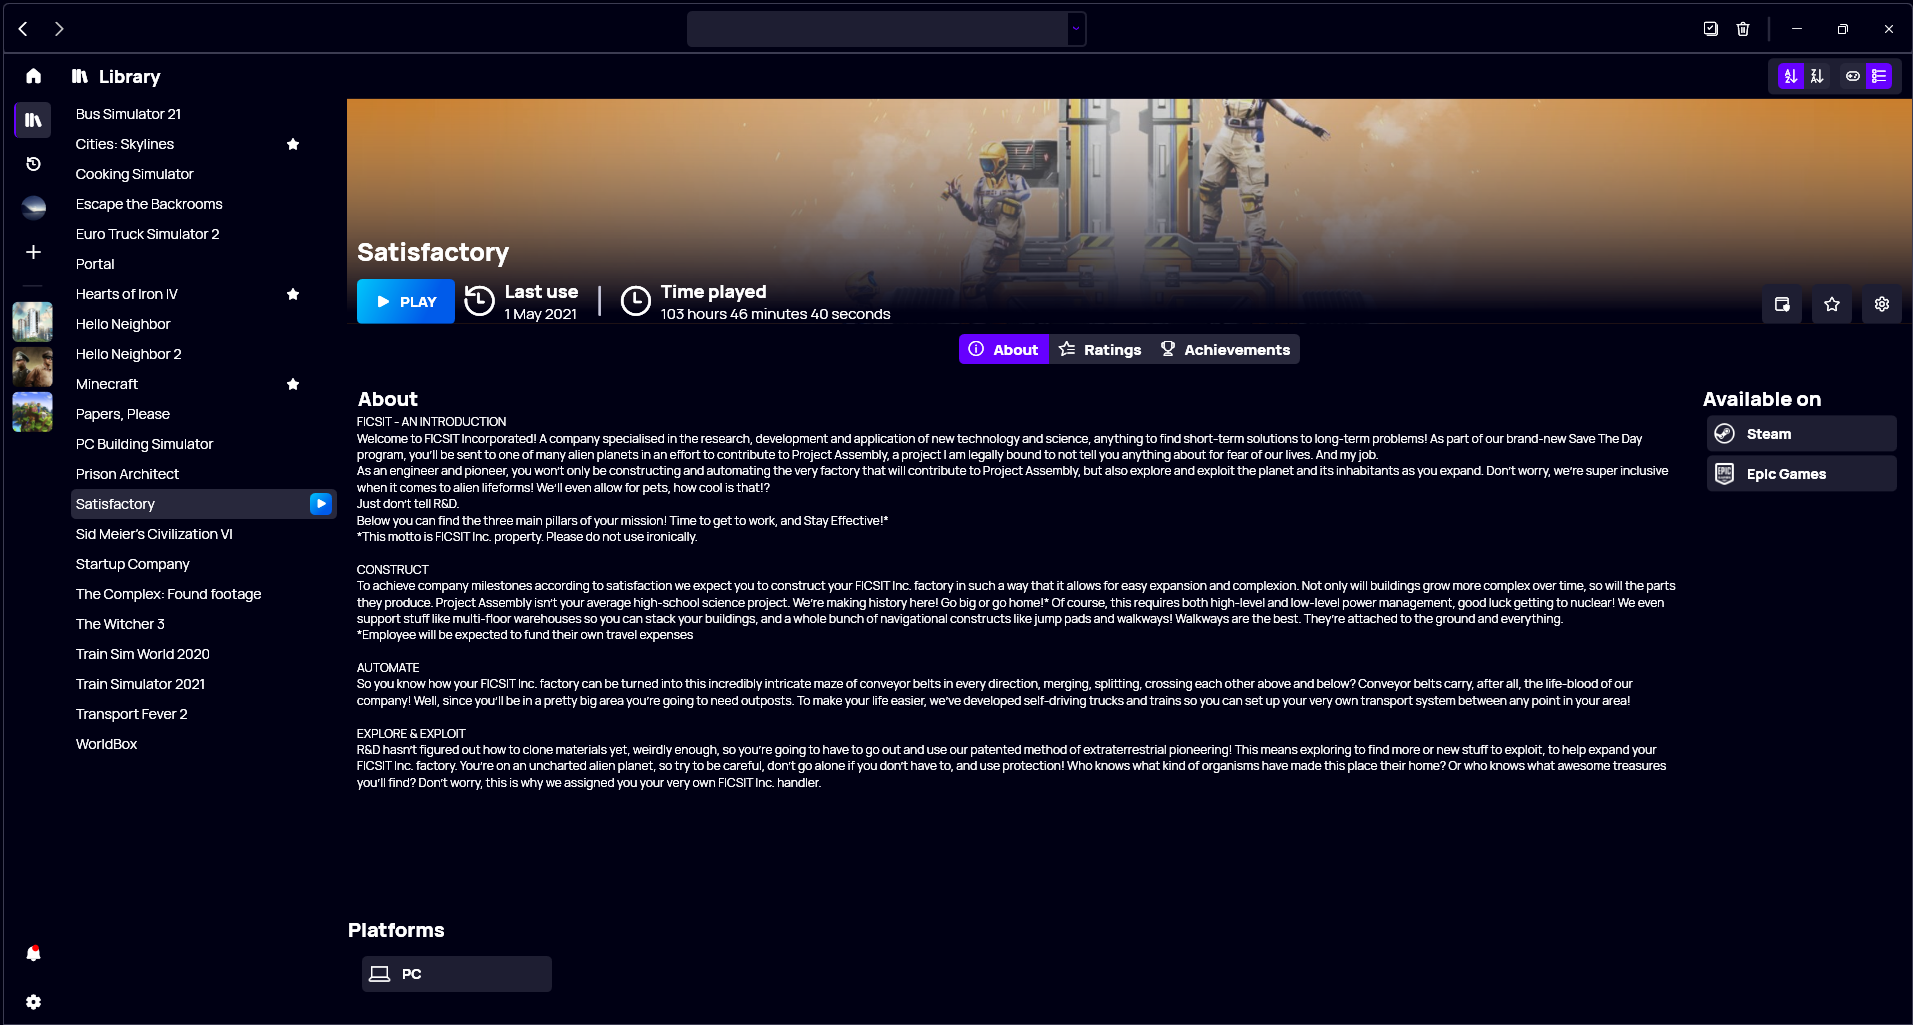 Library
Bus Simulator 21
Cities: Skylines
Cooking Simulator
Escape the Backrooms
Euro Truck Simulator 2
Portal
Hearts of Iron IV
Hello Neighbor
Hello Neighbor 2
Minecraft
Papers, Please
PC Building Simulator
Prison Architect
Satisfactory
Sid Meier's Civilization VI
Startup Company
The Complex: Found footage
The Witcher 3
Train Sim World 2020
Train Simulator 2021
Transport Fever 2
WorldBox
Satisfactory
PLAY
Last use
1 May 2021
Time played
103 hours 46 minutes 40 seconds
About
Ratings
Achievements
About
FICSIT - AN INTRODUCTION
Welcome to FICSIT Incorporated! A company specialised in the research, development and application of new technology and science, anything to find short-term solutions to long-term problems! As part of our brand-new Save The Day
program, you'll be sent to one of many alien planets in an effort to contribute to Project Assembly, a project I am legally bound to not tell you anything about for fear of our lives. And my job.
As an engineer and pioneer, you won't only be constructing and automating the very factory that will contribute to Project Assembly, but also explore and exploit the planet and its inhabitants as you expand. Don't worry, we're super inclusive
when it comes to alien lifeforms! We'll even allow for pets, how cool is that!?
Just don't tell R&D.
Below you can find the three main pillars of your mission! Time to get to work, and Stay Effective!*
*This motto is FICSIT Inc. property. Please do not use ironically.
CONSTRUCT
To achieve company milestones according to satisfaction we expect you to construct your FICSIT Inc. factory in such a way that it allows for easy expansion and complexion. Not only will buildings grow more complex over time, so will the parts
they produce. Project Assembly isn't your average high-school science project. We're making history here! Go big or go home!* Of course, this requires both high-level and low-level power management, good luck getting to nuclear! We even
support stuff like multi-floor warehouses so you can stack your buildings, and a whole bunch of navigational constructs like jump pads and walkways! Walkways are the best. They're attached to the ground and everything.
*Employee will be expected to fund their own travel expenses
AUTOMATE
So you know how your FICSIT Inc. factory can be turned into this incredibly intricate maze of conveyor belts in every direction, merging, splitting, crossing each other above and below? Conveyor belts carry, after all, the life-blood of our
company! Well, since you'll be in a pretty big area you're going to need outposts. To make your life easier, we've developed self-driving trucks and trains so you can set up your very own transport system between any point in your area!
EXPLORE & EXPLOIT
R&D hasn't figured out how to clone materials yet, weirdly enough, so you're going to have to go out and use our patented method of extraterrestrial pioneering! This means exploring to find more or new stuff to exploit, to help expand your
FICSIT Inc. factory. You're on an uncharted alien planet, so try to be careful, don't go alone if you don't have to, and use protection! Who knows what kind of organisms have made this place their home? Or who knows what awesome treasures
you'll find? Don't worry, this is why we assigned you your very own FICSIT Inc. handler.
Available on
Steam
Epic Games
Platforms
PC